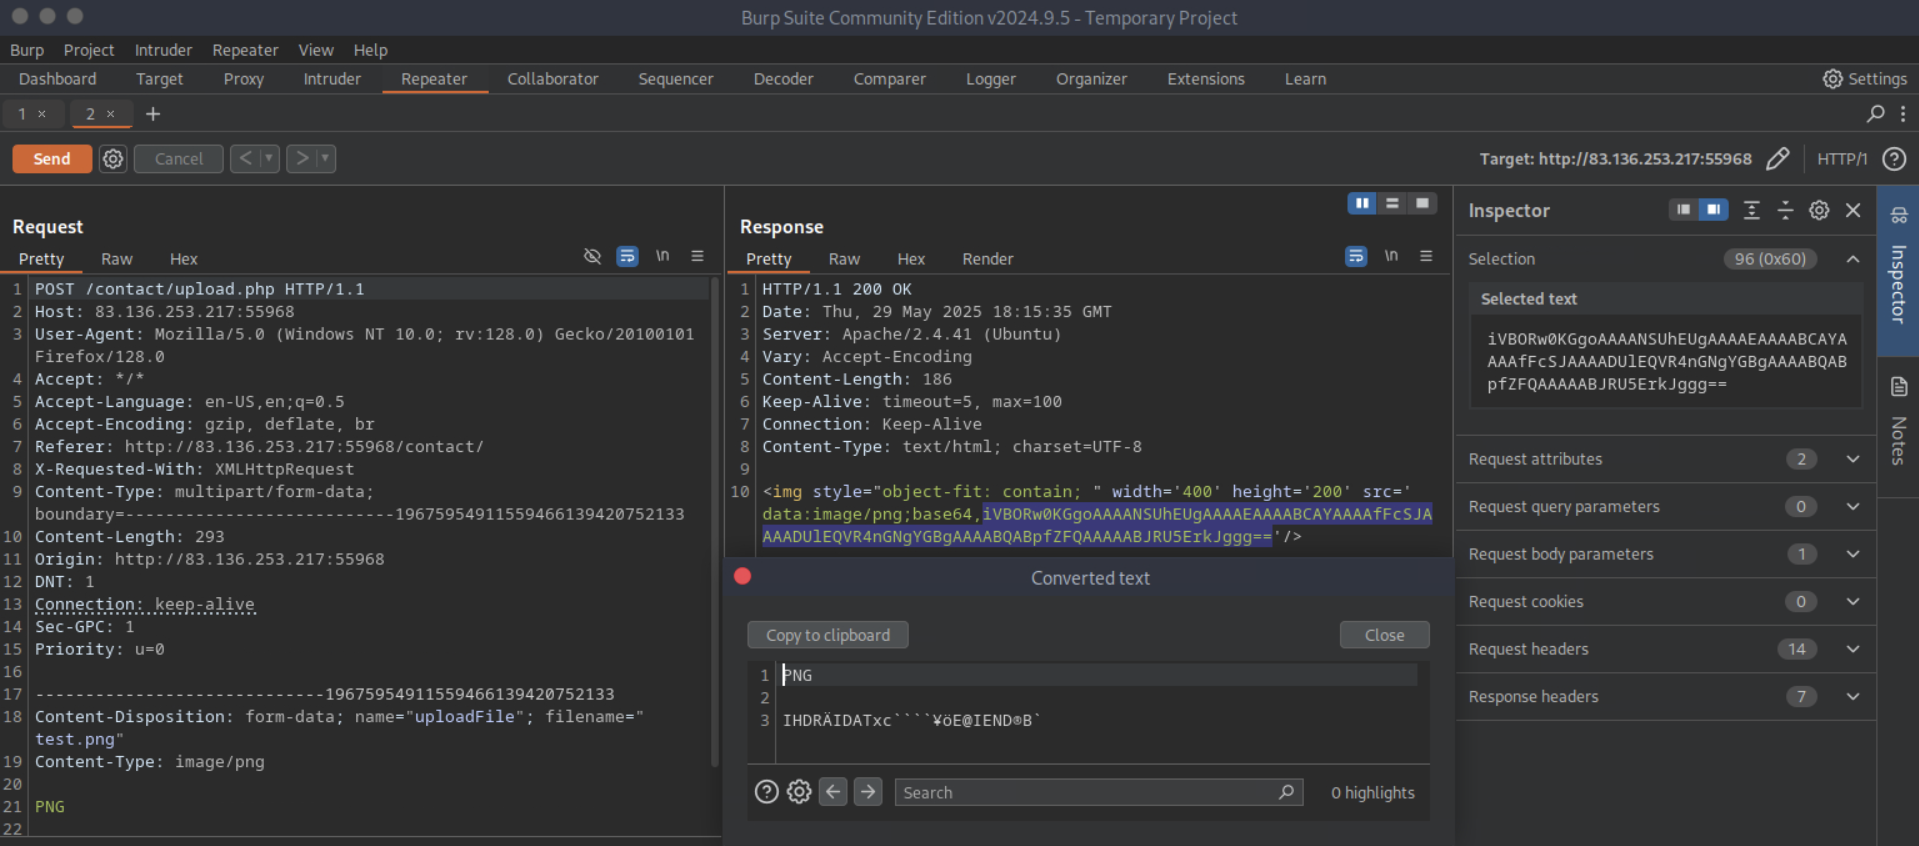 Burp Suite Community Edition v2024.9.5 - Temporary Project
Burp Project Intruder Repeater View Help
Dashboard Target Proxy Intruder Repeater Collaborator Sequencer Decoder Comparer Logger Organizer Extensions Learn Settings
1 × 2 × +
Send Cancel < > Target: http://83.136.253.217:55968 HTTP/1
Request
Pretty Raw Hex \n
1 POST /contact/upload.php HTTP/1.1
2 Host: 83.136.253.217:55968
3 User-Agent: Mozilla/5.0 (Windows NT 10.0; rv:128.0) Gecko/20100101
Firefox/128.0
4 Accept: */*
5 Accept-Language: en-US,en;q=0.5
6 Accept-Encoding: gzip, deflate, br
7 Referer: http://83.136.253.217:55968/contact/
8 X-Requested-With: XMLHttpRequest
9 Content-Type: multipart/form-data;
boundary=---------------------------196759549115594466139420752133
10 Content-Length: 293
11 Origin: http://83.136.253.217:55968
12 DNT: 1
13 Connection: keep-alive
14 Sec-GPC: 1
15 Priority: u=0
16
17 -----------------------------196759549115594466139420752133
18 Content-Disposition: form-data; name="uploadFile"; filename="
test.png"
19 Content-Type: image/png
20
21 PNG
22
Response
Pretty Raw Hex Render \n
1 HTTP/1.1 200 OK
2 Date: Thu, 29 May 2025 18:15:35 GMT
3 Server: Apache/2.4.41 (Ubuntu)
4 Vary: Accept-Encoding
5 Content-Length: 186
6 Keep-Alive: timeout=5, max=100
7 Connection: Keep-Alive
8 Content-Type: text/html; charset=UTF-8
9
10 <img style="object-fit: contain; " width='400' height='200' src='
data:image/png;base64,iVBORw0KGgoAAAANSUhEUgAAAAEAAAABCAYAAAAfFcSJA
AAADUlEQVR4nGNgYGBgAAAABQABpfZFQAAAAABJRU5ErkJggg=='/>
Converted text
Copy to clipboard Close
1 PNG
2
3 IHDRÄIDATxc````¥öE@IEND®B`
Search 0 highlights
Inspector
Selection 96 (0x60)
Selected text
iVBORw0KGgoAAAANSUhEUgAAAAEAAAABCAYA
AAAfFcSJAAAADUlEQVR4nGNgYGBgAAAABQAB
pfZFQAAAAABJRU5ErkJggg==
Request attributes 2
Request query parameters 0
Request body parameters 1
Request cookies 0
Request headers 14
Response headers 7
Inspector
Notes